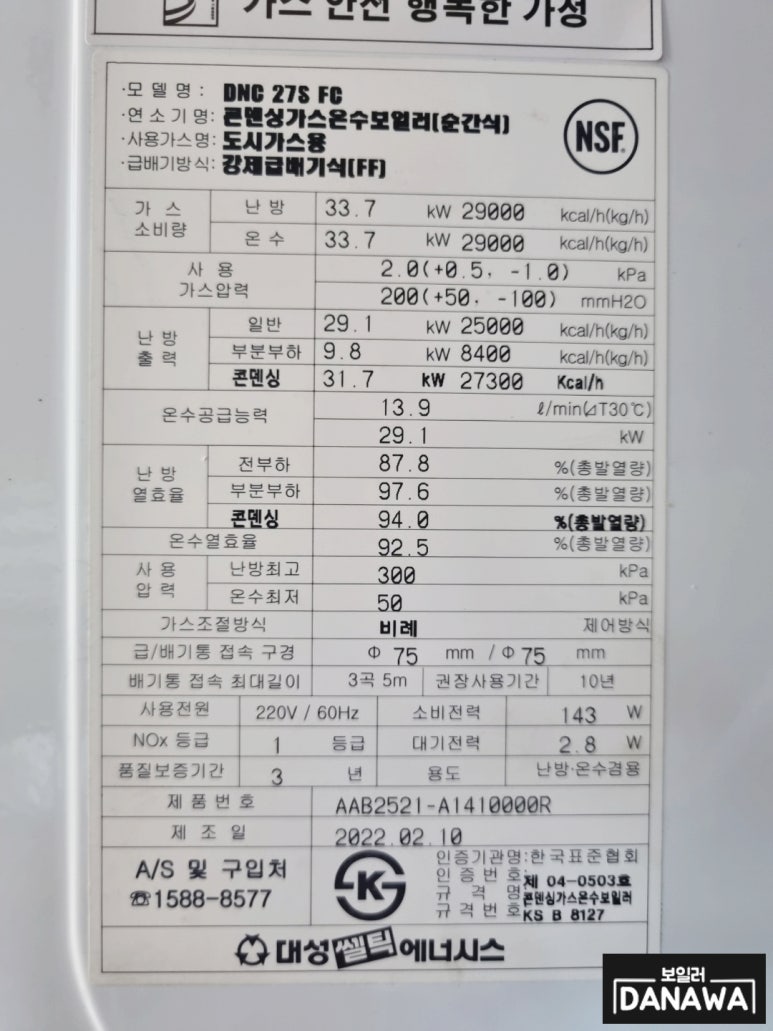 가스 안전 행복한 가정
·모 델 명 : DNC 27S FC
·연 소 기 명: 콘덴싱가스온수보일러(순간식)
·사용가스명: 도시가스용
·급배기방식: 강제급배기식(FF)
NSF.
가 스 소비량 난 방 33.7 kW 29000 kcal/h(kg/h)
온 수 33.7 kW 29000 kcal/h(kg/h)
사 용 가스압력 2.0(+0.5, -1.0) kPa
200(+50, -100) mmH2O
난 방 출 력 일반 29.1 kW 25000 kcal/h(kg/h)
부분부하 9.8 kW 8400 kcal/h(kg/h)
콘덴싱 31.7 kW 27300 Kcal/h
온수공급능력 13.9 ℓ/min(⊿T30℃)
29.1 kW
난 방 열효율 전부하 87.8 %(총발열량)
부분부하 97.6 %(총발열량)
콘덴싱 94.0 %(총발열량)
온수열효율 92.5 %(총발열량)
사 용 압 력 난방최고 300 kPa
온수최저 50 kPa
가스조절방식 비례 제어방식
급/배기통 접속 구경 Φ 75 mm / Φ 75 mm
배기통 접속 최대길이 3곡 5m 권장사용기간 10년
사용전원 220V / 60Hz 소비전력 143 W
NOx 등급 1 등급 대기전력 2.8 W
품질보증기간 3 년 용도 난방·온수겸용
제 품 번 호 AAB2521-A1410000R
제 조 일 2022.02.10
A/S 및 구입처
☏1588-8577
K
인증기관명:한국표준협회
인 증 번 호 제 04-0503호
규 격 명 콘덴싱가스온수보일러
규 격 번 호 KS B 8127
대성쎌틱에너시스
보일러
DANAWA